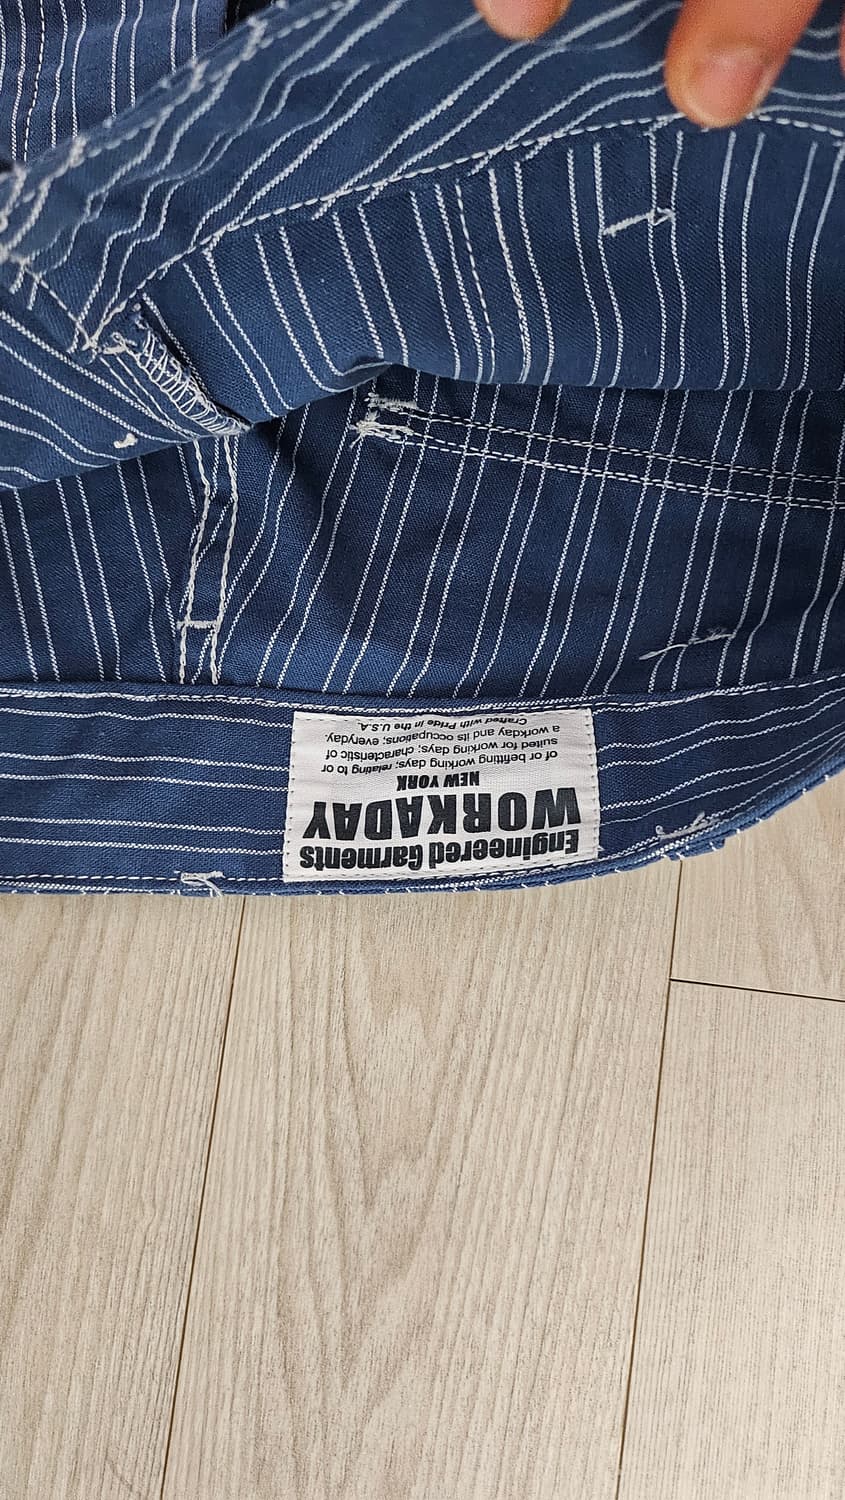 Engineered Garments
WORKADAY
NEW YORK
of or befitting working days; relating to or
suited for working days; characteristic of
a workday and its occupations; everyday.
Crafted with Pride in the U.S.A.